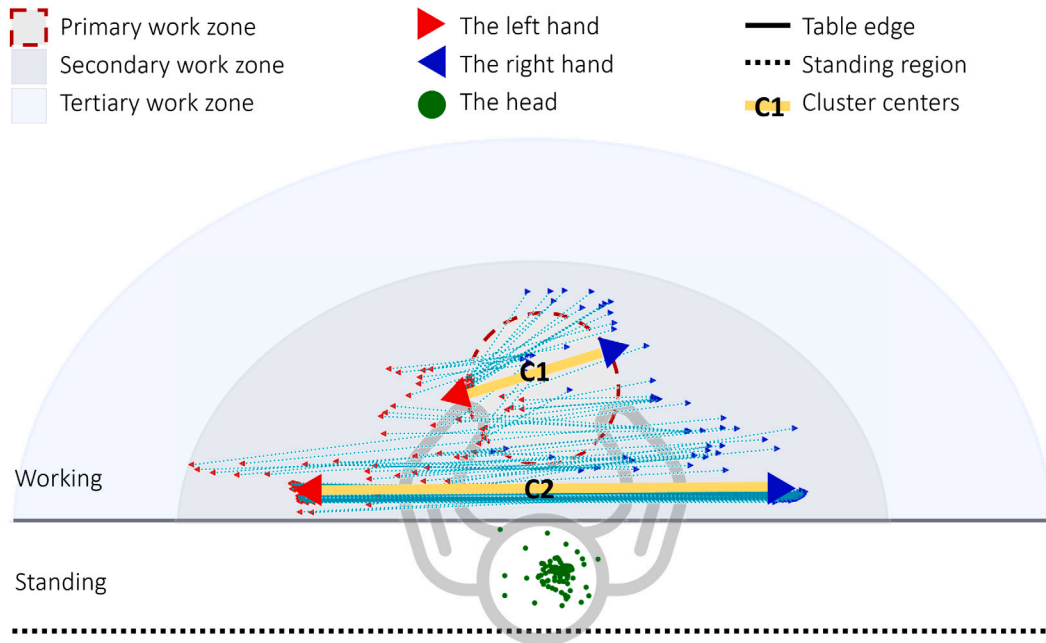 Primary work zone
Secondary work zone
Tertiary work zone
The left hand
The right hand
The head
Table edge
Standing region
C1 Cluster centers
C1
Working
C2
Standing